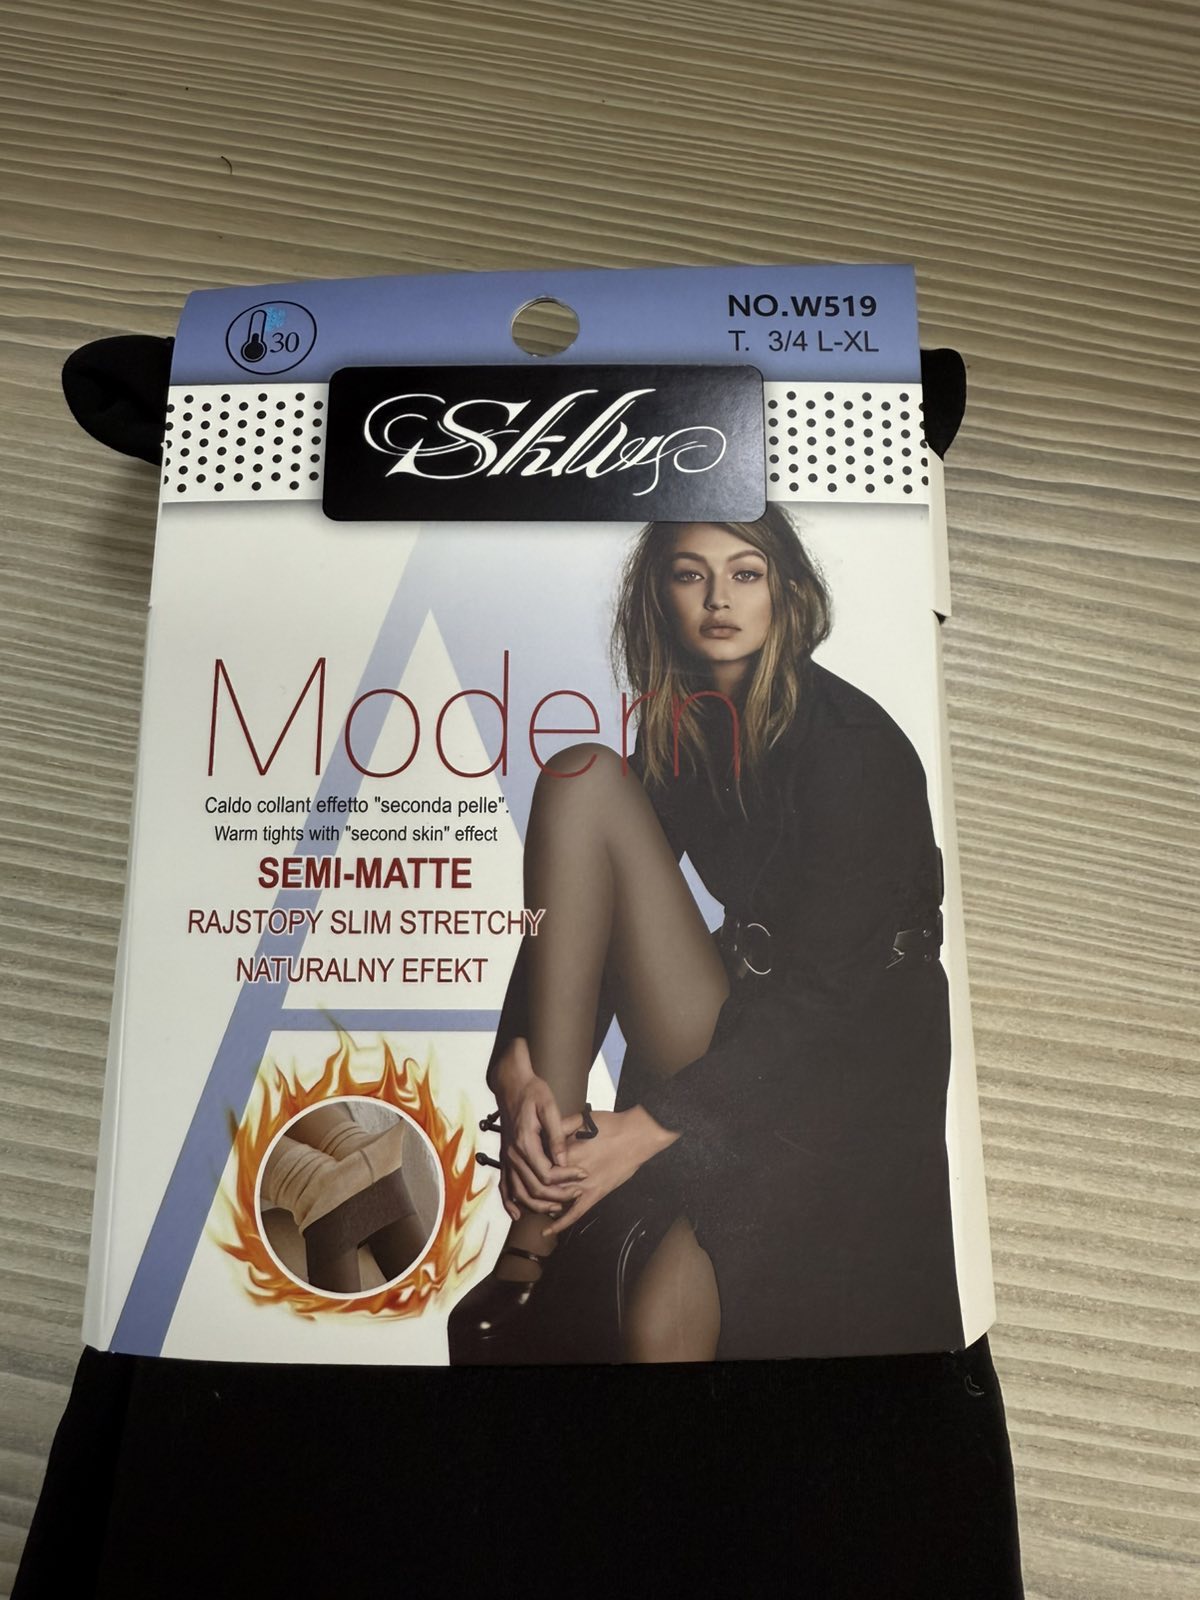 30
NO.W519
T. 3/4 L-XL
Modern
Caldo collant effetto "seconda pelle".
Warm tights with "second skin" effect
SEMI-MATTE
RAJSTOPY SLIM STRETCHY
NATURALNY EFEKT